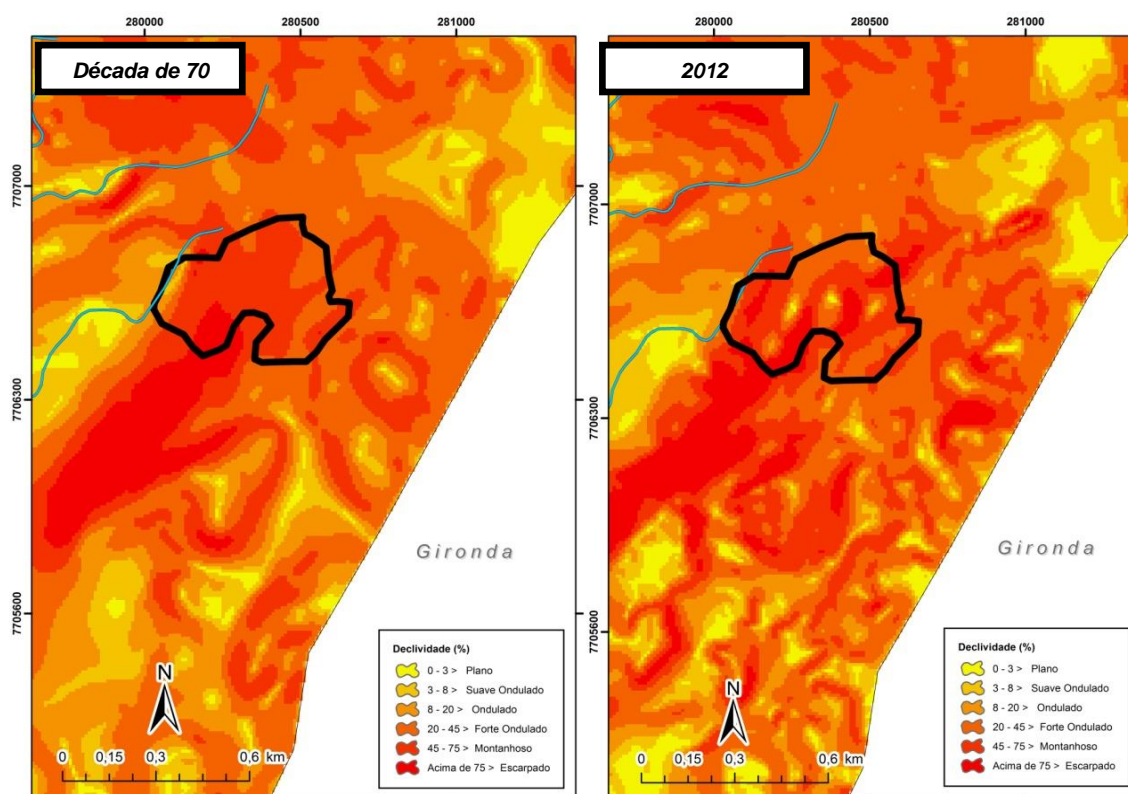 280000 280500 281000
Década de 70
7707000
7706300
7705600
Gironda
Declividade (%)
0 - 3 > Plano
3 - 8 > Suave Ondulado
8 - 20 > Ondulado
20 - 45 > Forte Ondulado
45 - 75 > Montanhoso
Acima de 75 > Escarpado
N
0 0,15 0,3 0,6 km
280000 280500 281000
2012
7707000
7706300
7705600
Gironda
Declividade (%)
0 - 3 > Plano
3 - 8 > Suave Ondulado
8 - 20 > Ondulado
20 - 45 > Forte Ondulado
45 - 75 > Montanhoso
Acima de 75 > Escarpado
N
0 0,15 0,3 0,6 km